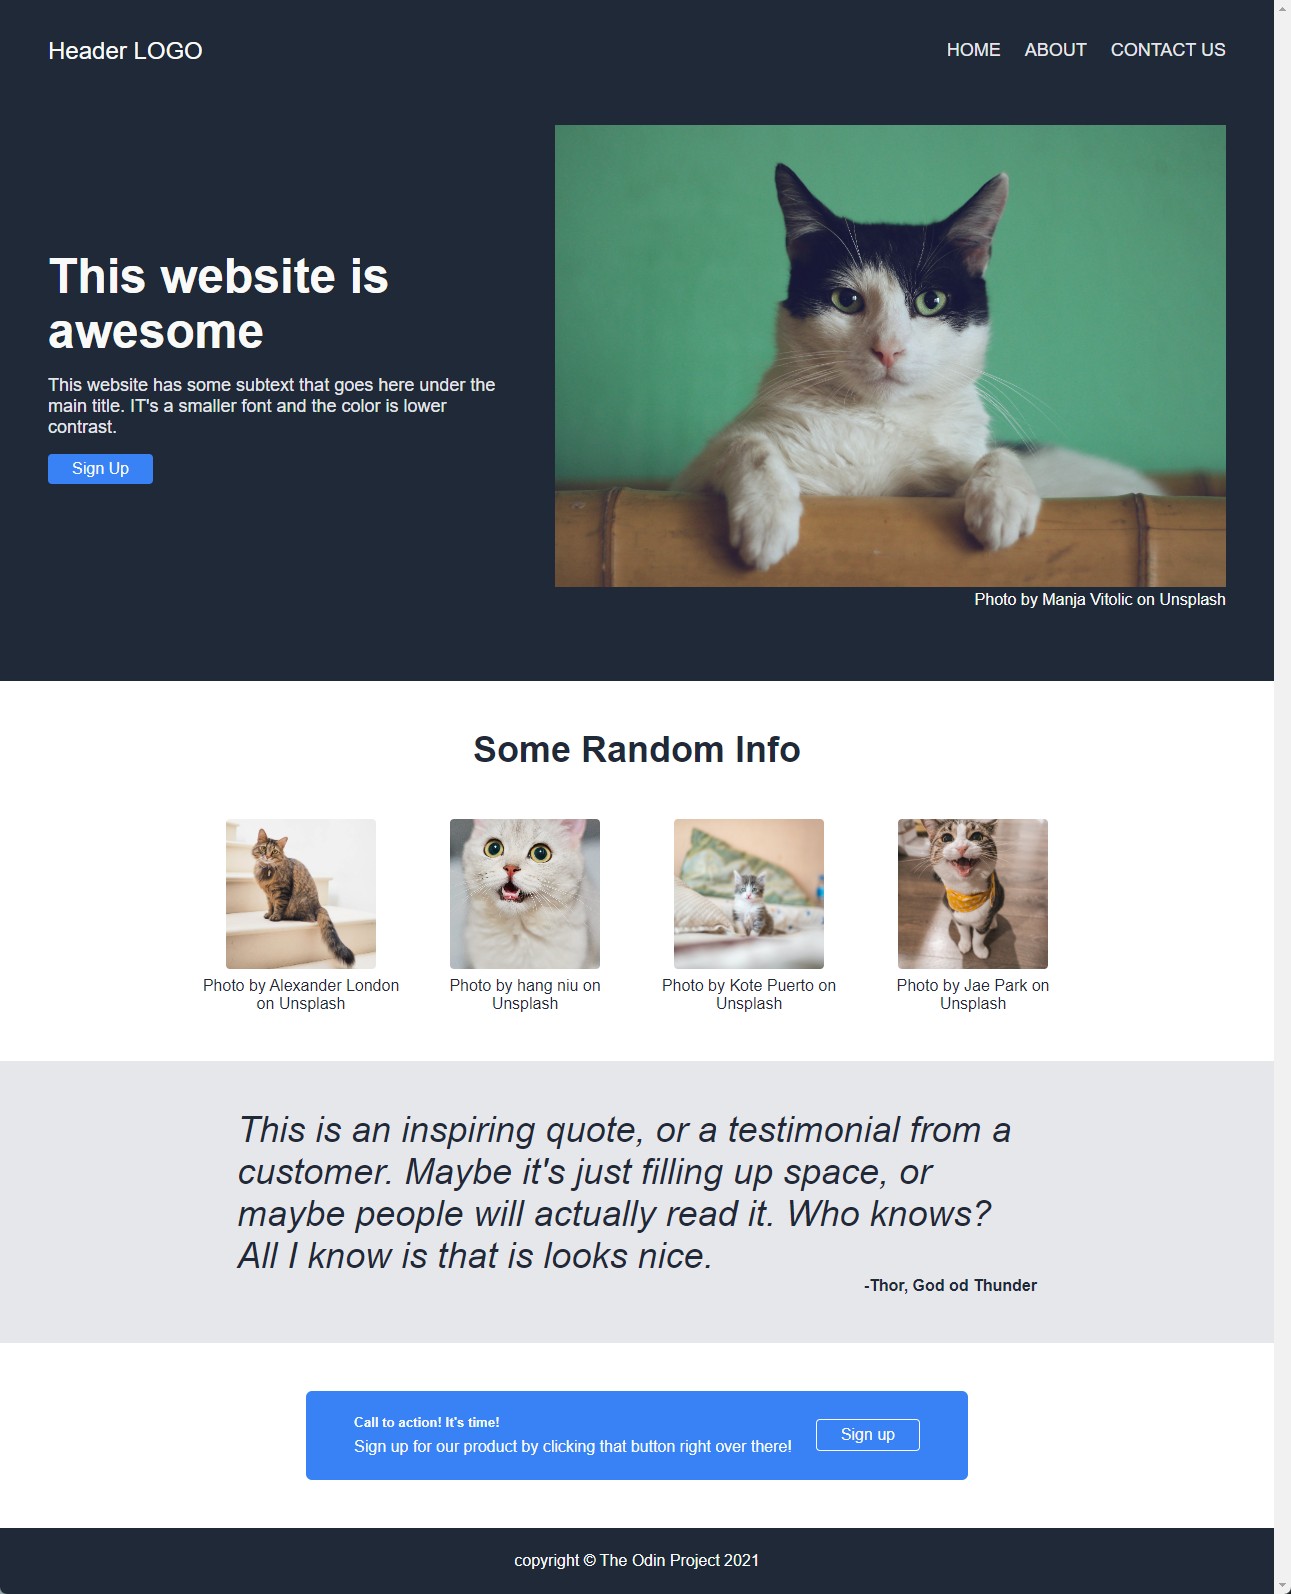 Header LOGO
HOME ABOUT CONTACT US
This website is
awesome
This website has some subtext that goes here under the
main title. IT's a smaller font and the color is lower
contrast.
Sign Up
Photo by Manja Vitolic on Unsplash
Some Random Info
Photo by Alexander London
on Unsplash
Photo by hang niu on
Unsplash
Photo by Kote Puerto on
Unsplash
Photo by Jae Park on
Unsplash
This is an inspiring quote, or a testimonial from a
customer. Maybe it's just filling up space, or
maybe people will actually read it. Who knows?
All I know is that is looks nice.
-Thor, God od Thunder
Call to action! It's time!
Sign up for our product by clicking that button right over there!
Sign up
copyright © The Odin Project 2021